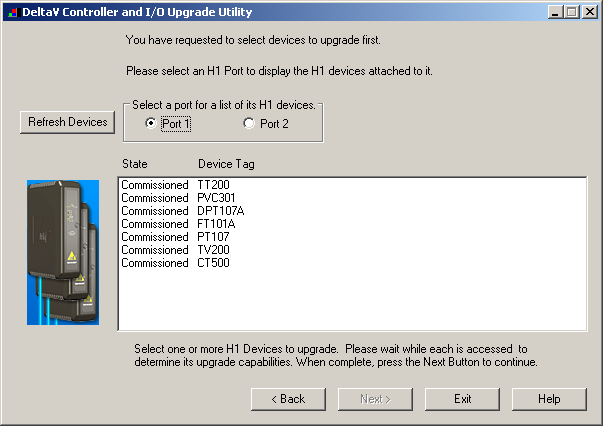 DeltaV Controller and I/O Upgrade Utility
You have requested to select devices to upgrade first.
Please select an H1 Port to display the H1 devices attached to it.
Select a port for a list of its H1 devices.
Refresh Devices
Port 1
Port 2
State Device Tag
Commissioned TT200
Commissioned PVC301
Commissioned DPT107A
Commissioned FT101A
Commissioned PT107
Commissioned TV200
Commissioned CT500
Select one or more H1 Devices to upgrade. Please wait while each is accessed to
determine its upgrade capabilities. When complete, press the Next Button to continue.
< Back
Next >
Exit
Help